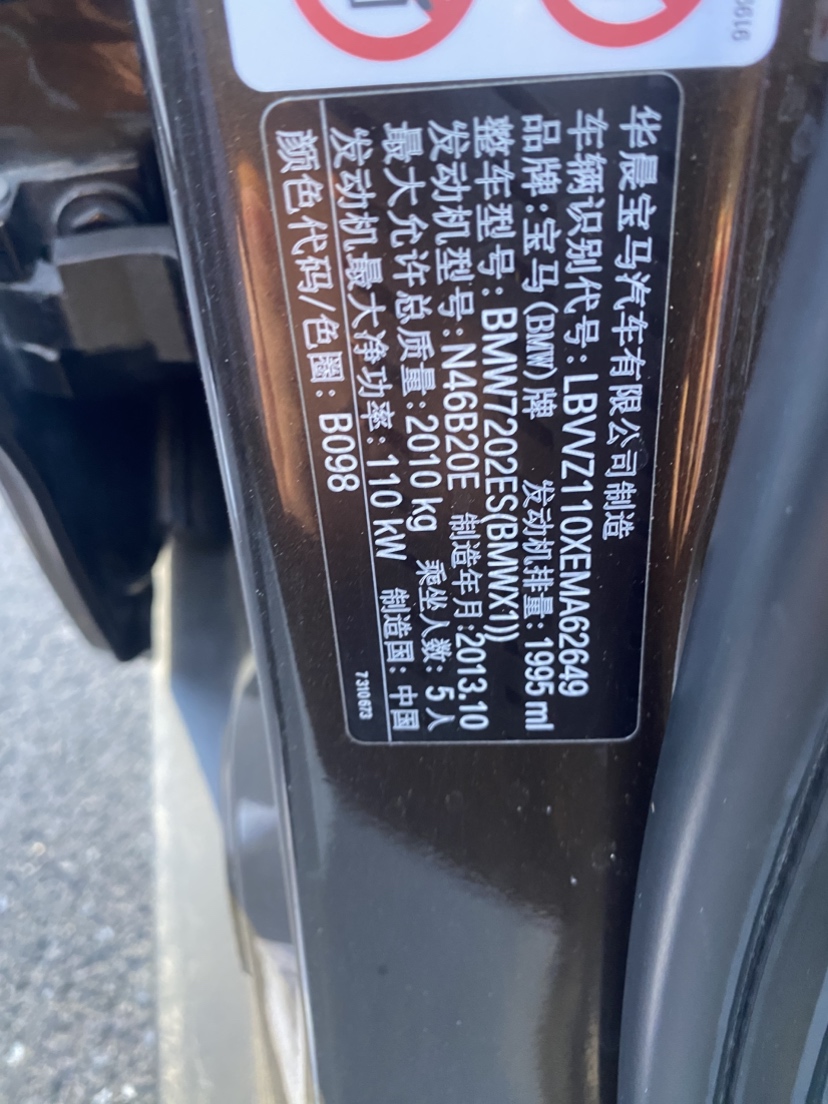 6616
华晨宝马汽车有限公司制造
车辆识别代号: LBVVZ110XEMA62649
品牌:宝马(BMW)牌 发动机排量: 1995 ml
整车型号: BMW7202ES(BMWX1))
发动机型号: N46B20E 制造年月:2013.10
最大允许总质量: 2010 kg 乘坐人数: 5人
发动机最大净功率: 110 kW 制造国: 中国
颜色代码/色圖: B098
7310673